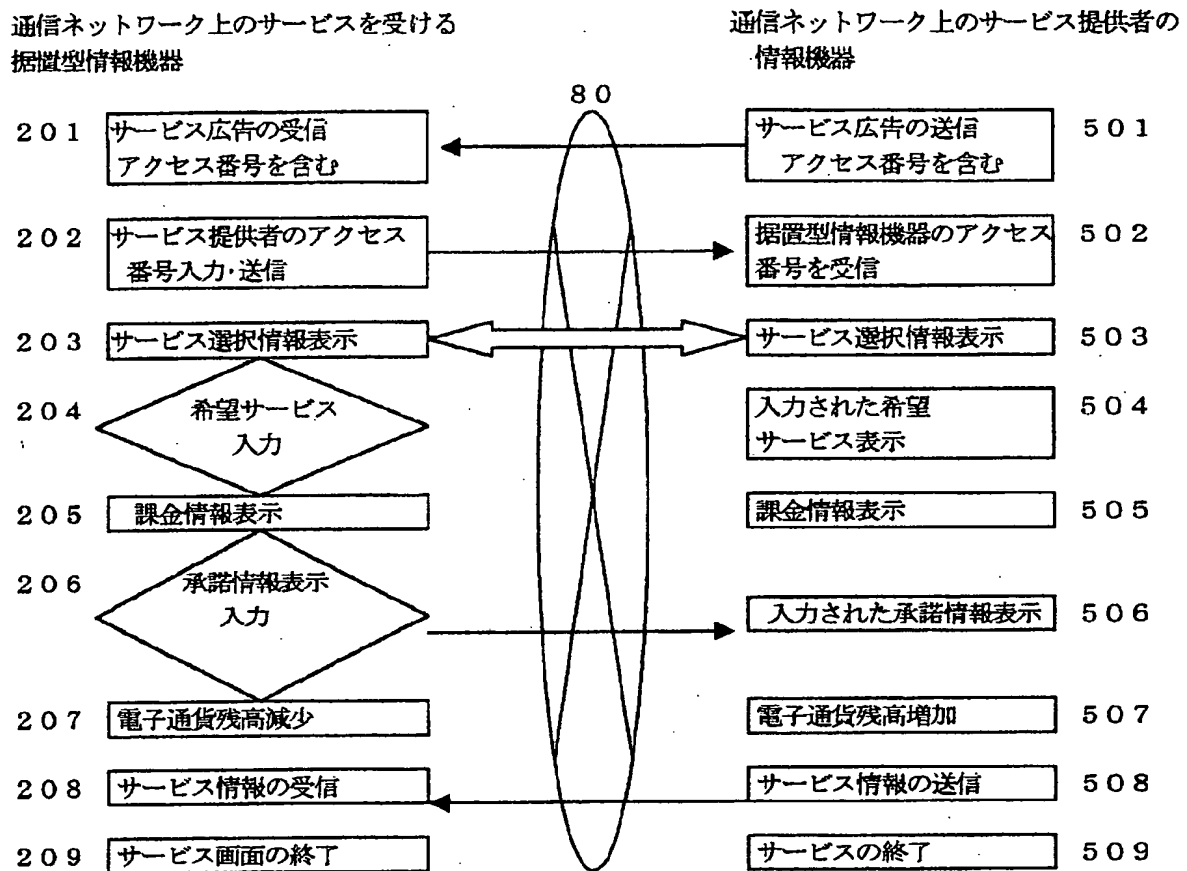 通信ネットワーク上のサービスを受ける
据置型情報機器
通信ネットワーク上のサービス提供者の
情報機器
80
201
サービス広告の受信
アクセス番号を含む
サービス広告の送信
アクセス番号を含む
501
202
サービス提供者のアクセス
番号入力・送信
据置型情報機器のアクセス
番号を受信
502
203
サービス選択情報表示
サービス選択情報表示
503
204
希望サービス
入力
入力された希望
サービス表示
504
205
課金情報表示
課金情報表示
505
206
承諾情報表示
入力
入力された承諾情報表示
506
207
電子通貨残高減少
電子通貨残高増加
507
208
サービス情報の受信
サービス情報の送信
508
209
サービス画面の終了
サービスの終了
509